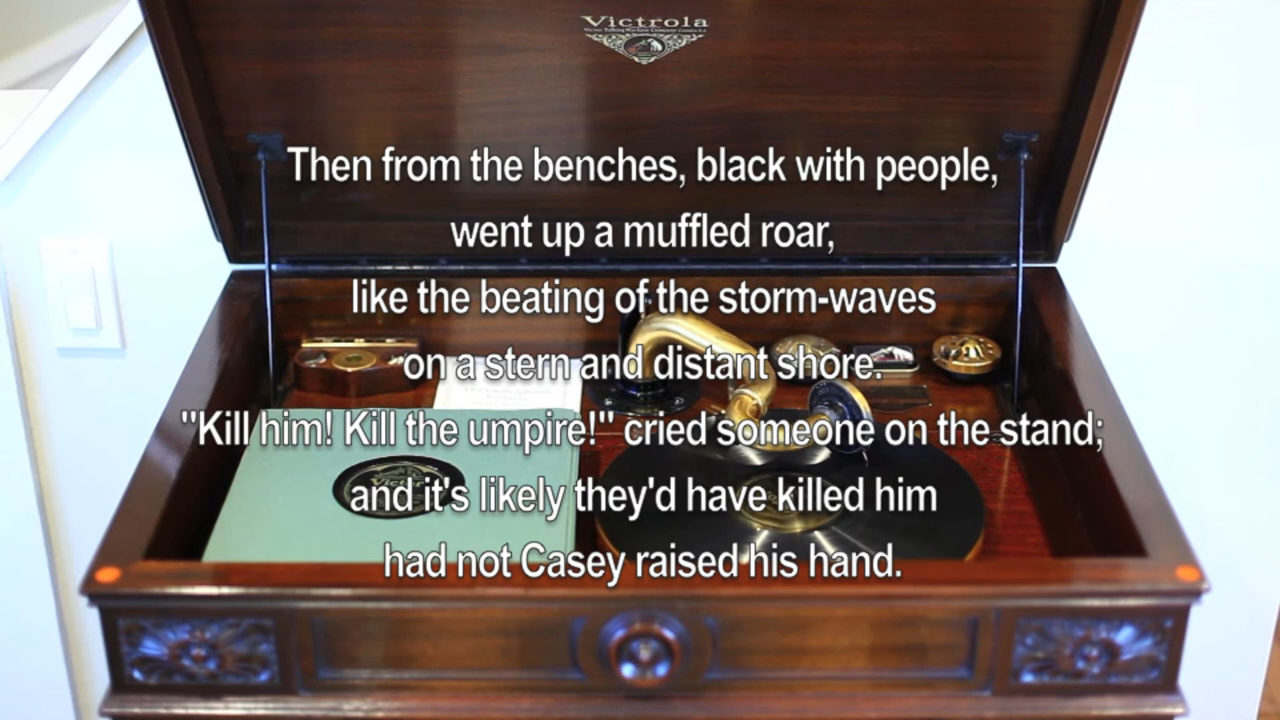 Victrola
Then from the benches, black with people,
went up a muffled roar,
like the beating of the storm-waves
on a stern and distant shore.
"Kill him! Kill the umpire!" cried someone on the stand;
and it's likely they'd have killed him
had not Casey raised his hand.